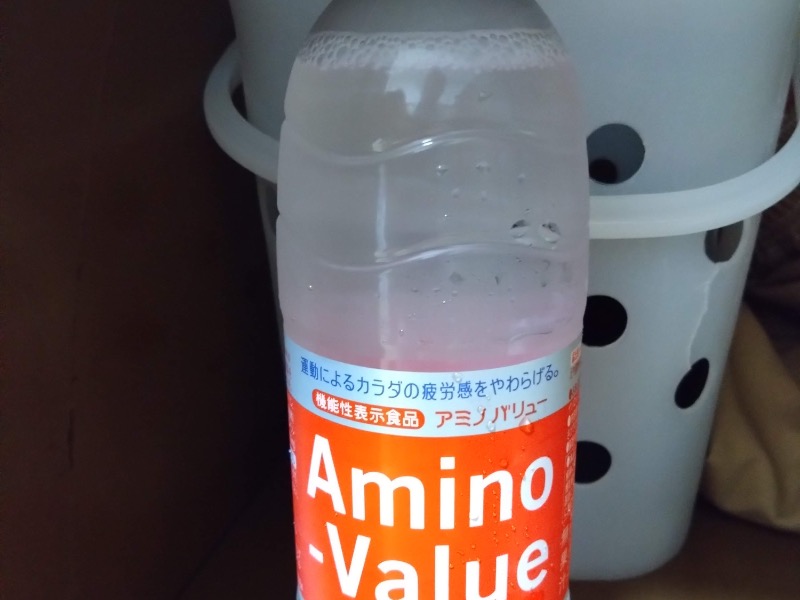 運動によるカラダの疲労感をやわらげる。
機能性表示食品 アミノバリュー
Amino
-Value